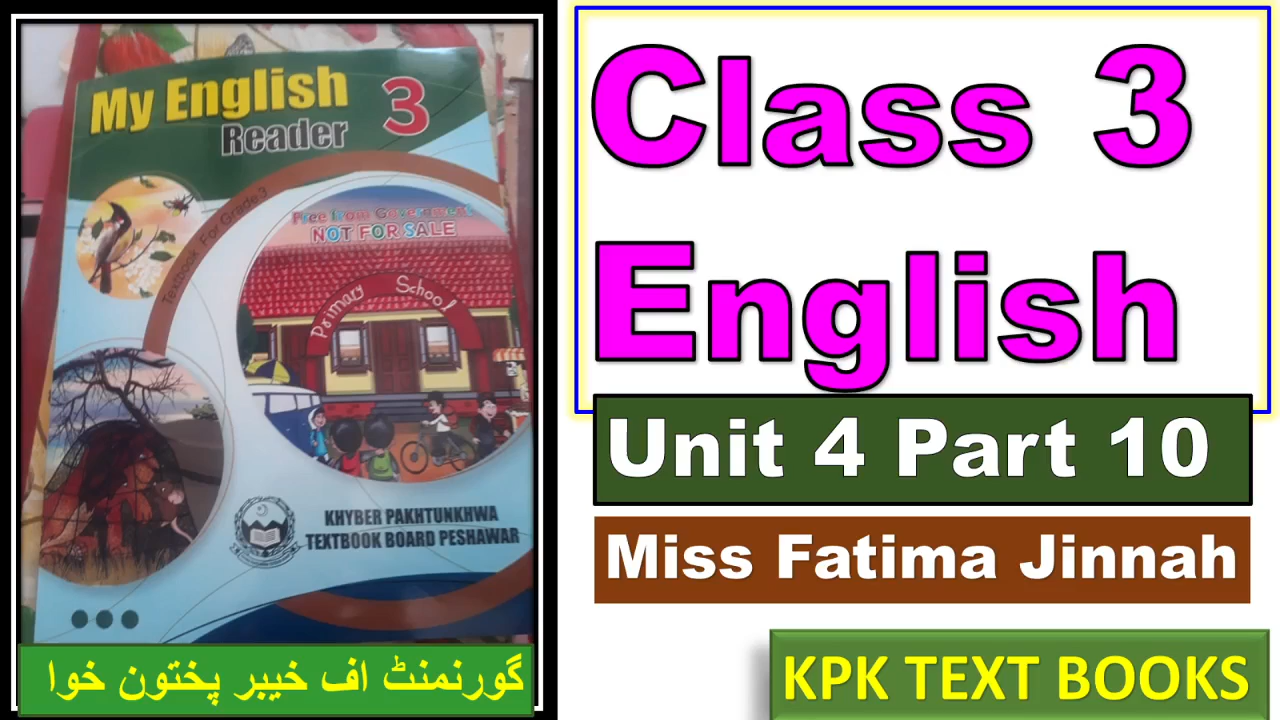 My English
Reader
3
Textbook For Grade 3
Free from Government
NOT FOR SALE
Primary School
KHYBER PAKHTUNKHWA
TEXTBOOK BOARD PESHAWAR
گورنمنٹ اف خیبر پختون خوا
Class 3
English
Unit 4 Part 10
Miss Fatima Jinnah
KPK TEXT BOOKS